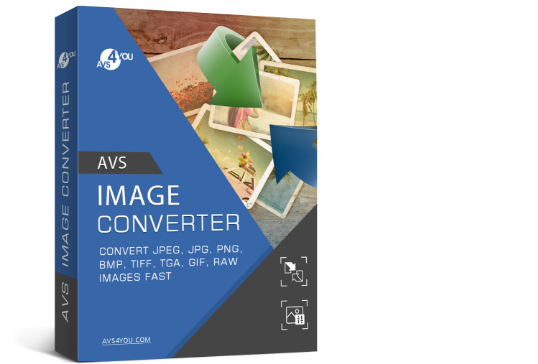 AVS4YOU
AVS IMAGE CONVERTER
AVS
IMAGE
CONVERTER
CONVERT JPEG, JPG, PNG,
BMP, TIFF, TGA, GIF, RAW
IMAGES FAST
AVS4YOU.COM
AVS4YOU